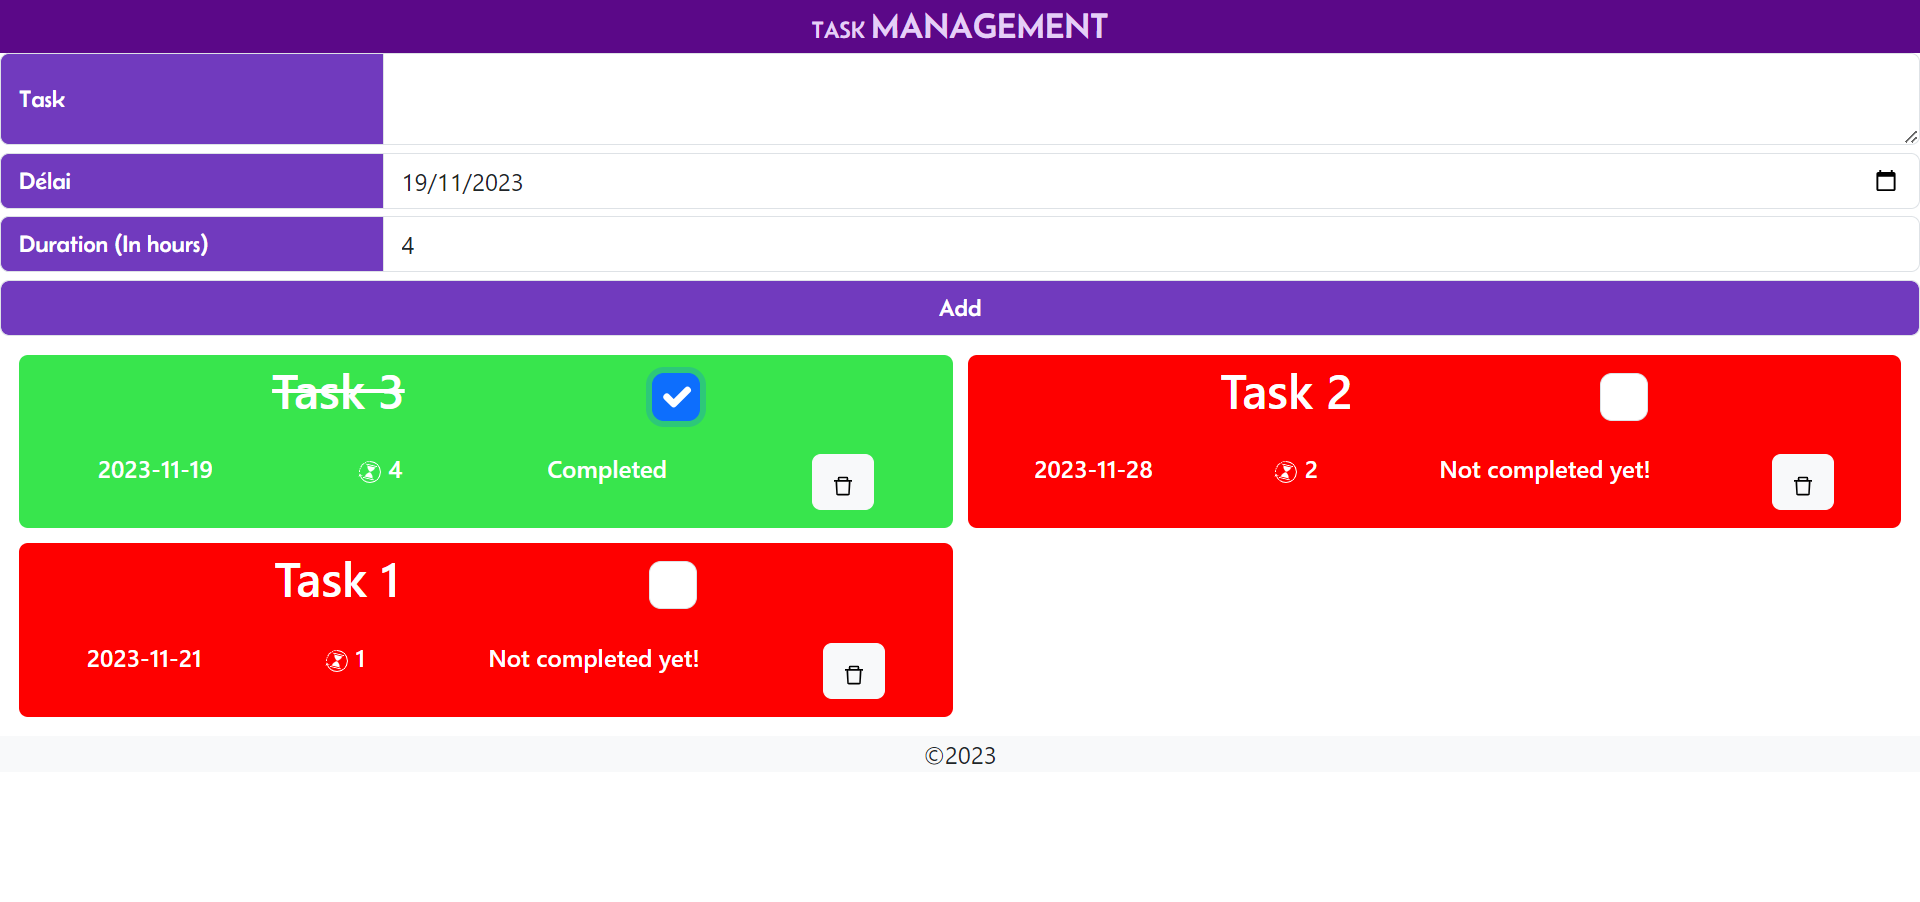 TASK MANAGEMENT
Task
Délai
19/11/2023
Duration (In hours)
4
Add
Task 3
2023-11-19 4 Completed
Task 2
2023-11-28 2 Not completed yet!
Task 1
2023-11-21 1 Not completed yet!
©2023